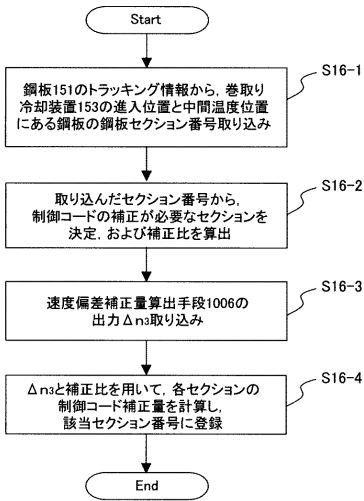 Start
S16-1
鋼板151のトラッキング情報から, 巻取り
冷却装置153の進入位置と中間温度位置
にある鋼板の鋼板セクション番号取り込み
S16-2
取り込んだセクション番号から,
制御コードの補正が必要なセクションを
決定, および補正比を算出
S16-3
速度偏差補正量算出手段1006の
出力Δn3取り込み
S16-4
Δn3と補正比を用いて, 各セクションの
制御コード補正量を計算し,
該当セクション番号に登録
End